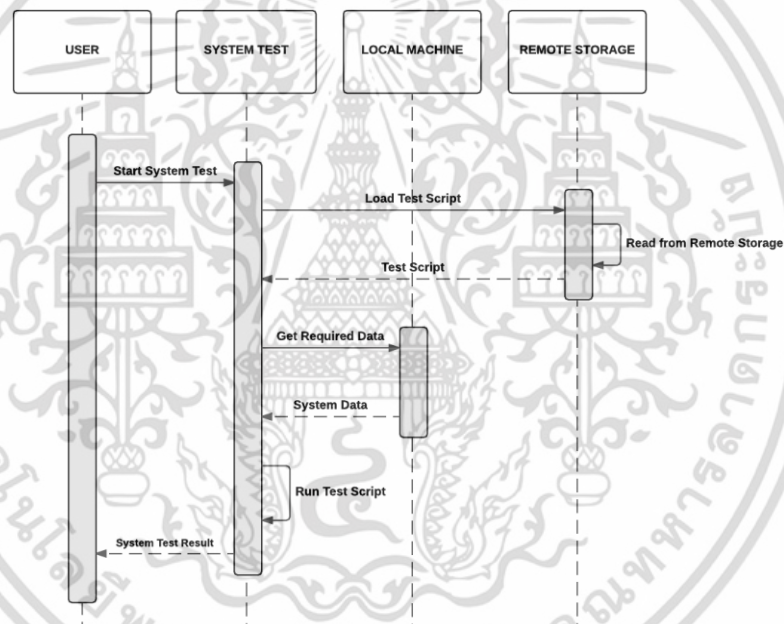 USER
SYSTEM TEST
LOCAL MACHINE
REMOTE STORAGE
Start System Test
Load Test Script
Read from Remote Storage
Test Script
Get Required Data
System Data
Run Test Script
System Test Result